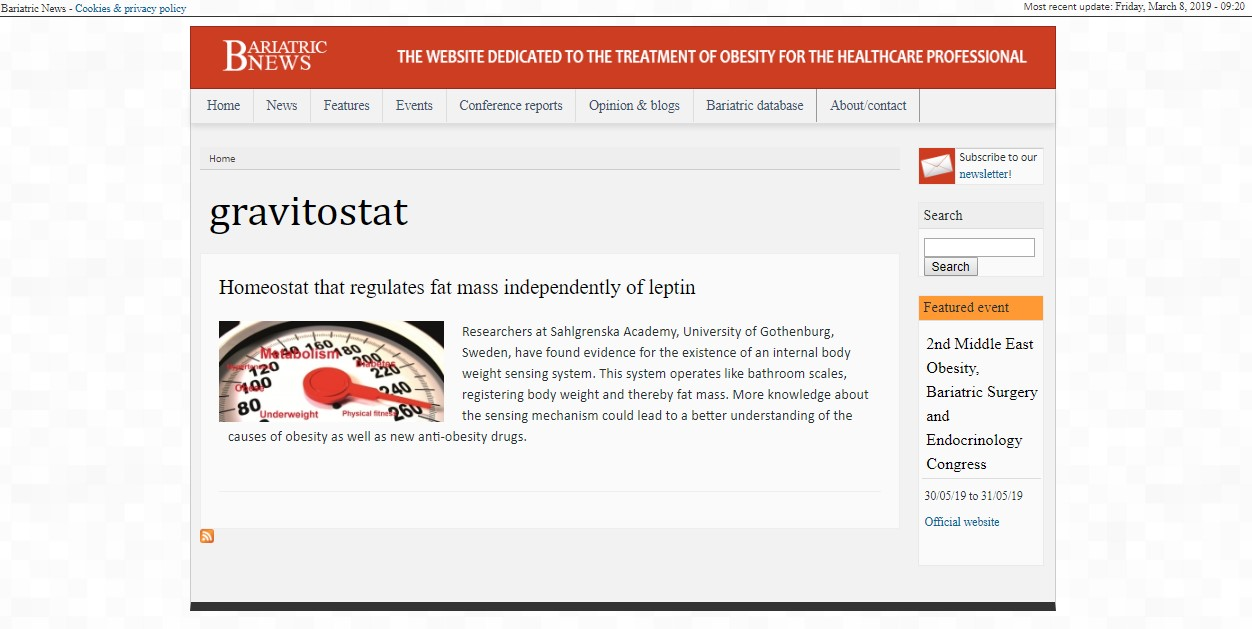 Bariatric News - Cookies & privacy policy
Most recent update: Friday, March 8, 2019 - 09:20
BARIATRIC
NEWS
THE WEBSITE DEDICATED TO THE TREATMENT OF OBESITY FOR THE HEALTHCARE PROFESSIONAL
Home
News
Features
Events
Conference reports
Opinion & blogs
Bariatric database
About/contact
Home
gravitostat
Homeostat that regulates fat mass independently of leptin
Metabolism
Diabetes
80
100
120
140
160
180
200
220
240
260
Underweight
Physical fitness
Researchers at Sahlgrenska Academy, University of Gothenburg,
Sweden, have found evidence for the existence of an internal body
weight sensing system. This system operates like bathroom scales,
registering body weight and thereby fat mass. More knowledge about
the sensing mechanism could lead to a better understanding of the
causes of obesity as well as new anti-obesity drugs.
Subscribe to our
newsletter!
Search
Search
Featured event
2nd Middle East
Obesity,
Bariatric Surgery
and
Endocrinology
Congress
30/05/19 to 31/05/19
Official website